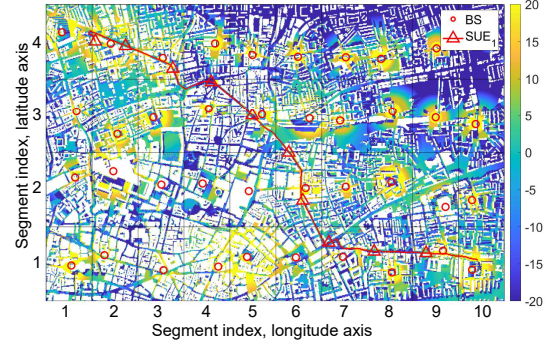 BS
SUE₁
20
15
10
5
0
-5
-10
-15
-20
4
3
2
1
Segment index, latitude axis
1 2 3 4 5 6 7 8 9 10
Segment index, longitude axis